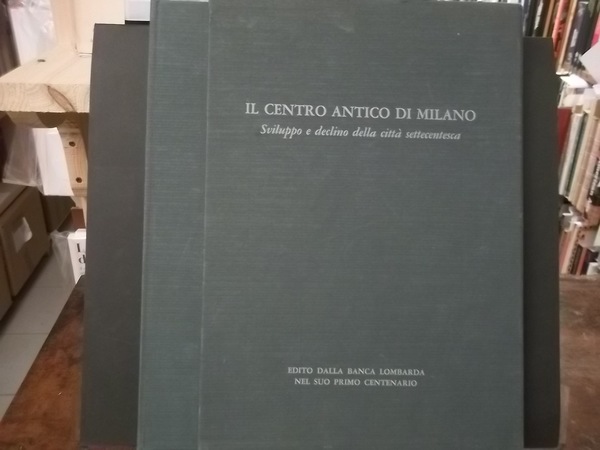 IL CENTRO ANTICO DI MILANO
Sviluppo e declino della città settecentesca
EDITO DALLA BANCA LOMBARDA
NEL SUO PRIMO CENTENARIO